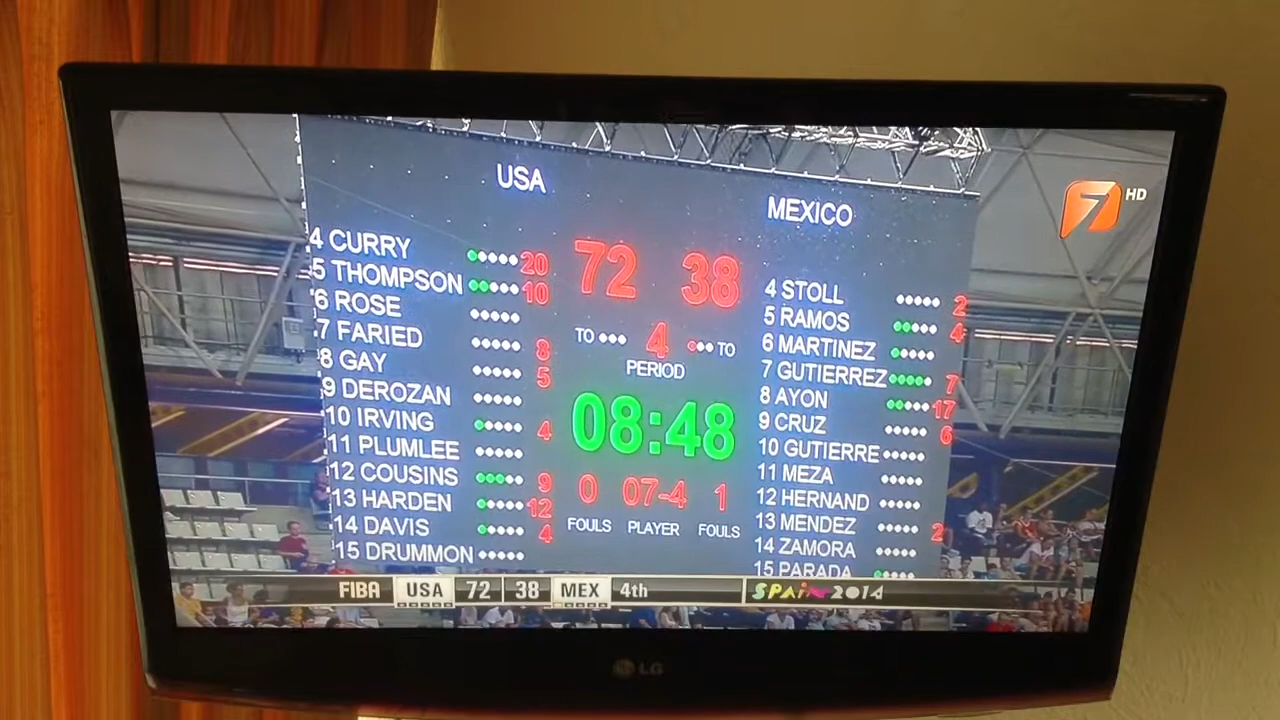 USA
4 CURRY 20
5 THOMPSON 10
6 ROSE
7 FARIED 8
8 GAY 5
9 DEROZAN
10 IRVING 4
11 PLUMLEE
12 COUSINS 9
13 HARDEN 12
14 DAVIS 4
15 DRUMMON
72 38
TO 4 TO
PERIOD
08:48
0 07-4 1
FOULS PLAYER FOULS
MEXICO
4 STOLL 2
5 RAMOS 4
6 MARTINEZ
7 GUTIERREZ 7
8 AYON 17
9 CRUZ 6
10 GUTIERRE
11 MEZA
12 HERNAND
13 MENDEZ 2
14 ZAMORA
15 PARADA
7 HD
FIBA USA 72 38 MEX 4th SPAIN 2014
LG